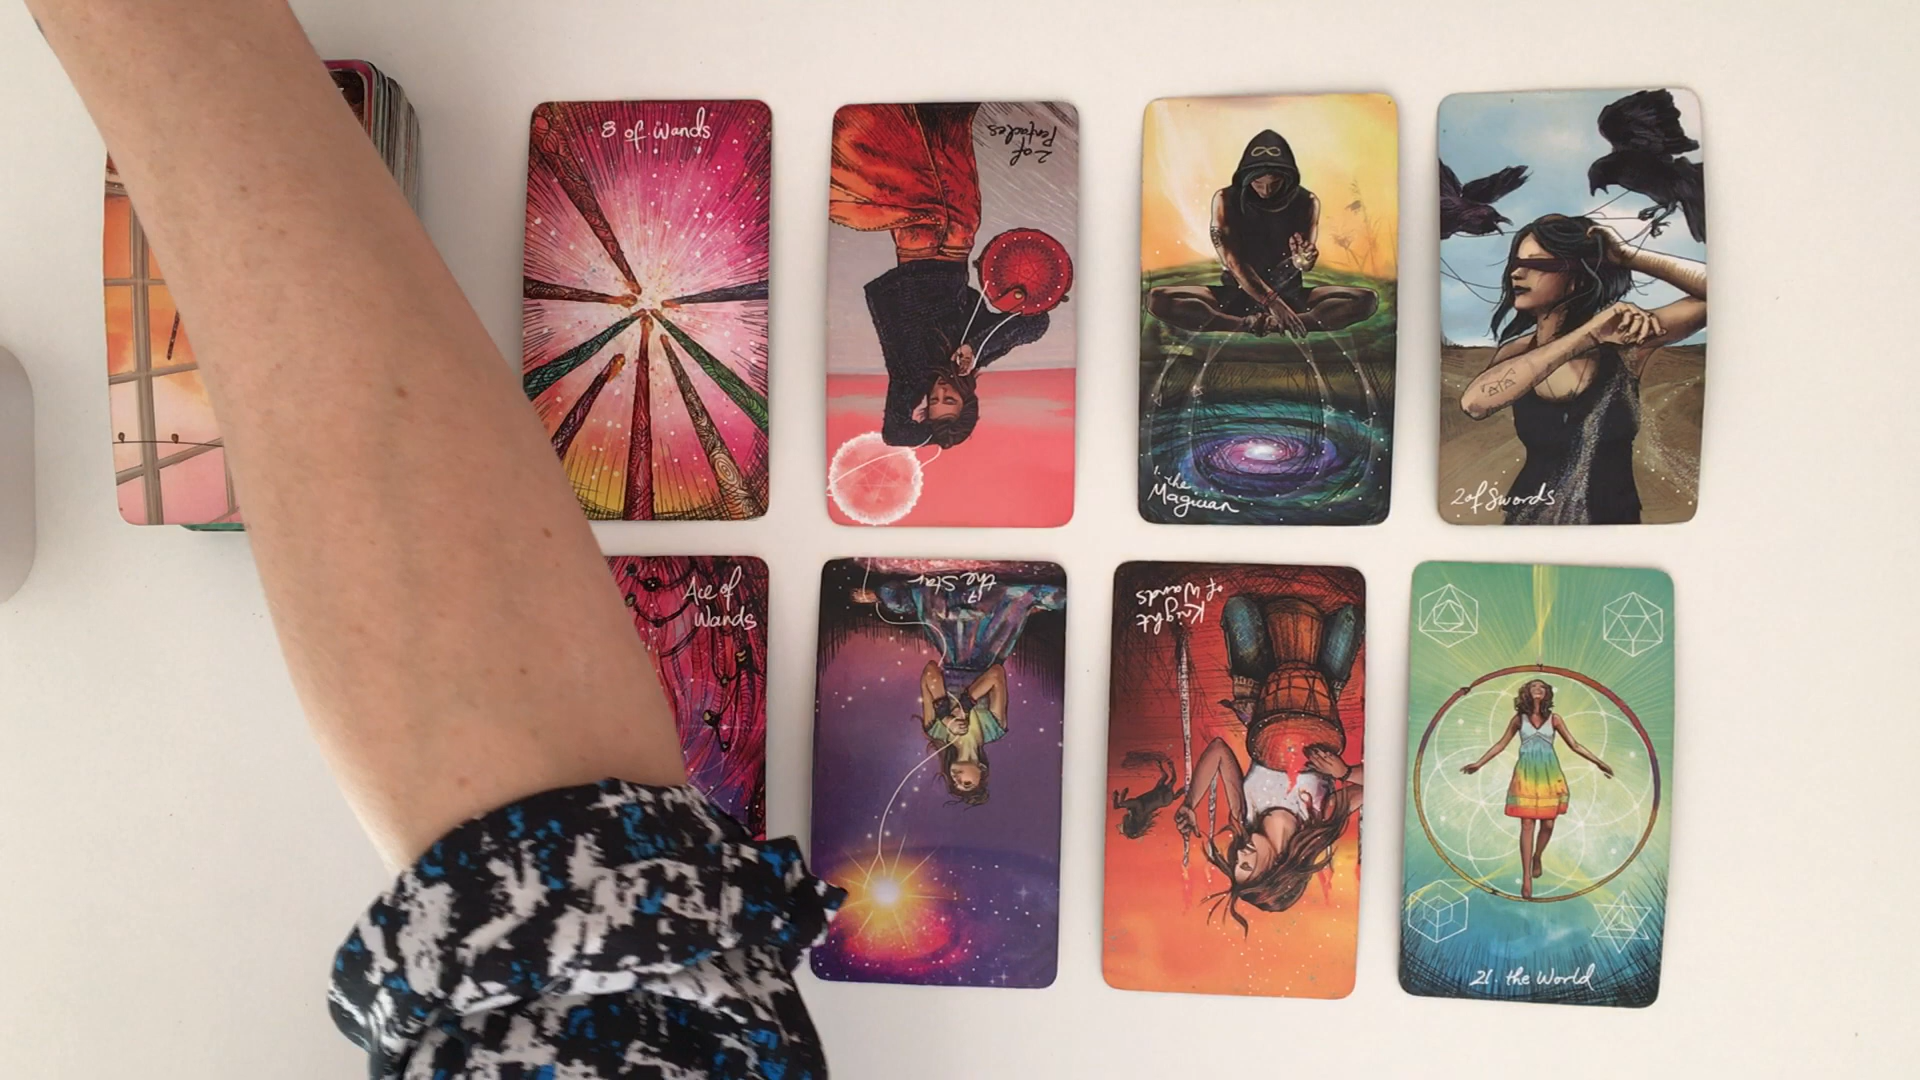 8 of Wands
2 of
Pentacles
1. the
Magician
2 of Swords
Ace of
Wands
17
the Star
Knight
of Wands
21. the World